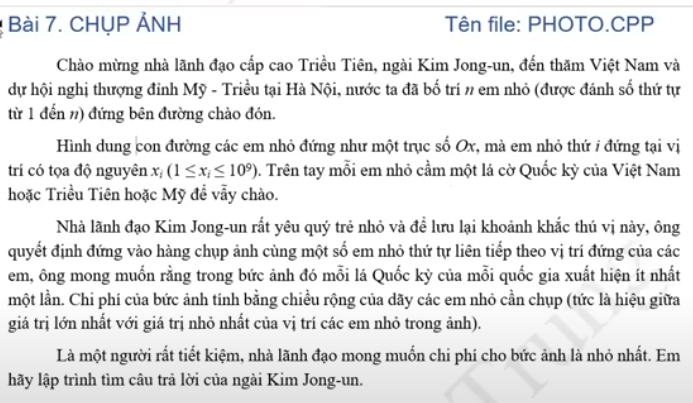 Bài 7. CHỤP ẢNH Tên file: PHOTO.CPP
Chào mừng nhà lãnh đạo cấp cao Triều Tiên, ngài Kim Jong-un, đến thăm Việt Nam và
dự hội nghị thượng đỉnh Mỹ - Triều tại Hà Nội, nước ta đã bố trí n em nhỏ (được đánh số thứ tự
từ 1 đến n) đứng bên đường chào đón.
Hình dung con đường các em nhỏ đứng như một trục số Ox, mà em nhỏ thứ i đứng tại vị
trí có tọa độ nguyên xᵢ (1 ≤ xᵢ ≤ 10⁹). Trên tay mỗi em nhỏ cầm một lá cờ Quốc kỳ của Việt Nam
hoặc Triều Tiên hoặc Mỹ để vẫy chào.
Nhà lãnh đạo Kim Jong-un rất yêu quý trẻ nhỏ và để lưu lại khoảnh khắc thú vị này, ông
quyết định đứng vào hàng chụp ảnh cùng một số em nhỏ thứ tự liên tiếp theo vị trí đứng của các
em, ông mong muốn rằng trong bức ảnh đó mỗi lá Quốc kỳ của mỗi quốc gia xuất hiện ít nhất
một lần. Chi phí của bức ảnh tính bằng chiều rộng của dãy các em nhỏ cần chụp (tức là hiệu giữa
giá trị lớn nhất với giá trị nhỏ nhất của vị trí các em nhỏ trong ảnh).
Là một người rất tiết kiệm, nhà lãnh đạo mong muốn chi phí cho bức ảnh là nhỏ nhất. Em
hãy lập trình tìm câu trả lời của ngài Kim Jong-un.
Trung